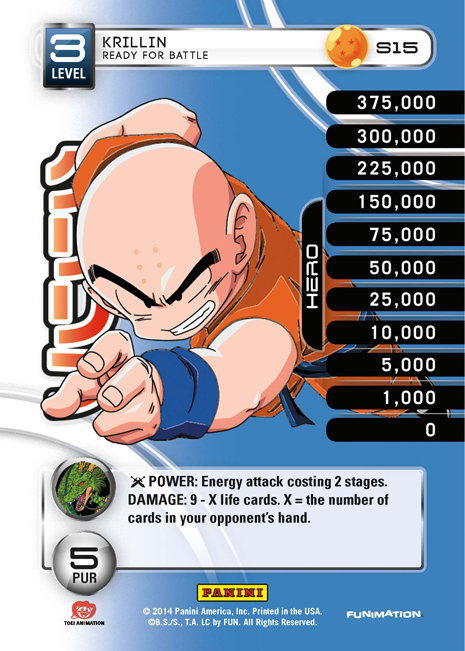 3
LEVEL
KRILLIN
READY FOR BATTLE
S15
375,000
300,000
225,000
150,000
75,000
50,000
25,000
10,000
5,000
1,000
0
HERO
POWER: Energy attack costing 2 stages.
DAMAGE: 9 - X life cards. X = the number of
cards in your opponent's hand.
5
PUR
PANINI
TOEI ANIMATION
© 2014 Panini America, Inc. Printed in the USA.
©B.S./S., T.A. LC by FUN. All Rights Reserved.
FUNIMATION